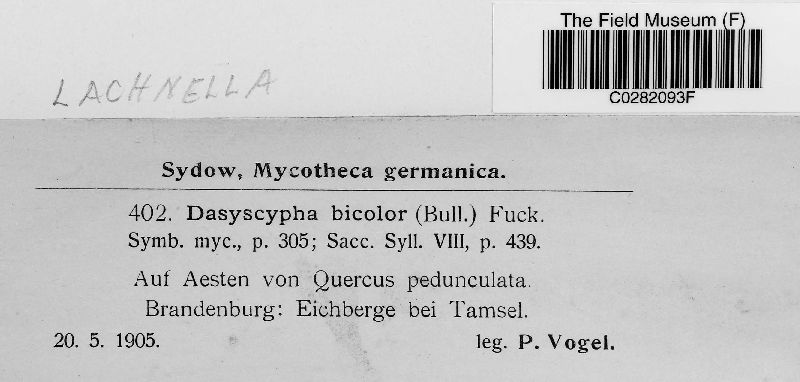 The Field Museum (F)
C0282093F
LACHNELLA
Sydow, Mycotheca germanica.
402. Dasyscypha bicolor (Bull.) Fuck.
Symb. myc., p. 305; Sacc. Syll. VIII, p. 439.
Auf Aesten von Quercus pedunculata.
Brandenburg: Eichberge bei Tamsel.
20. 5. 1905. leg. P. Vogel.